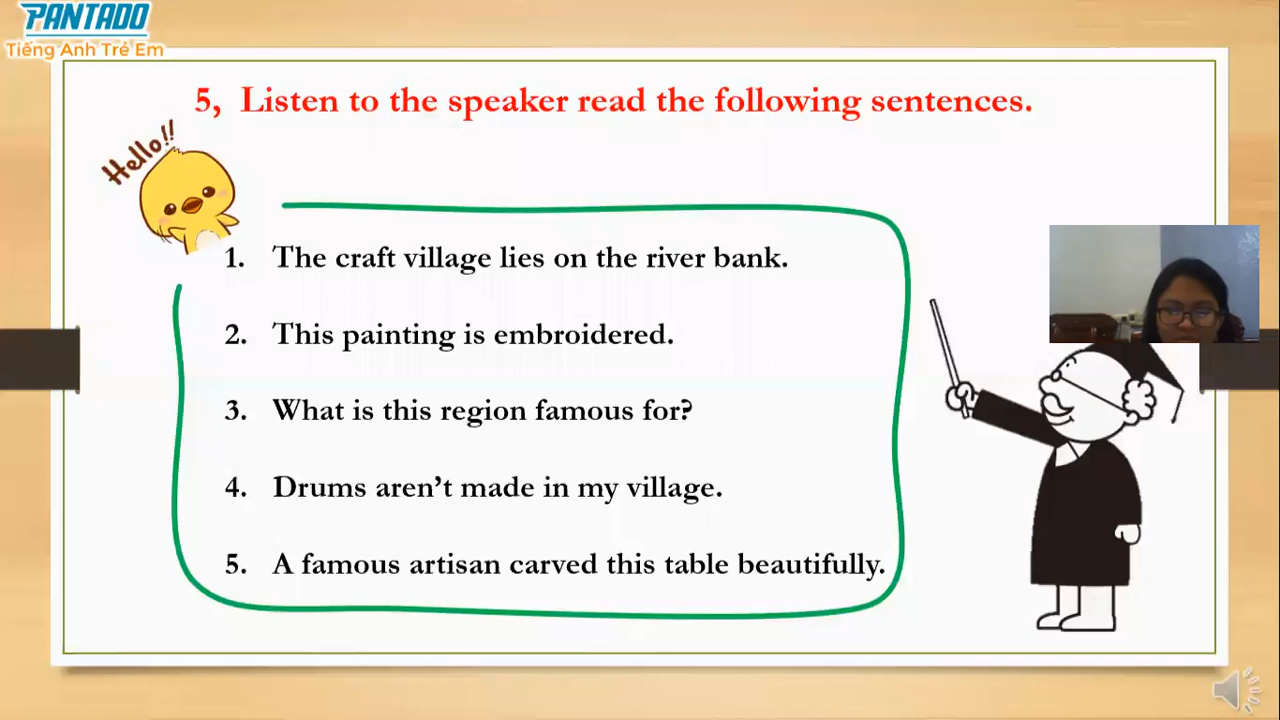 PANTADO
Tiếng Anh Trẻ Em
5, Listen to the speaker read the following sentences.
Hello!!
1. The craft village lies on the river bank.
2. This painting is embroidered.
3. What is this region famous for?
4. Drums aren't made in my village.
5. A famous artisan carved this table beautifully.